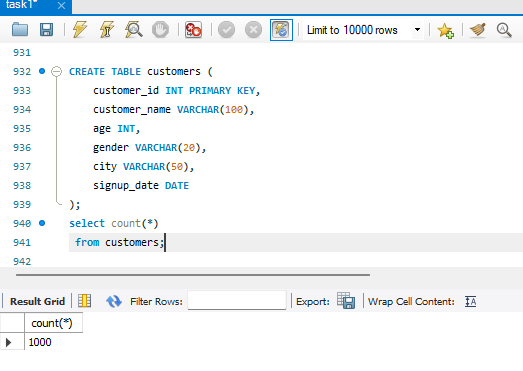 task1
Limit to 10000 rows
931
932 CREATE TABLE customers (
933 customer_id INT PRIMARY KEY,
934 customer_name VARCHAR(100),
935 age INT,
936 gender VARCHAR(20),
937 city VARCHAR(50),
938 signup_date DATE
939 );
940 select count(*)
941 from customers;
942
Result Grid Filter Rows: Export: Wrap Cell Content: IA
count(*)
1000